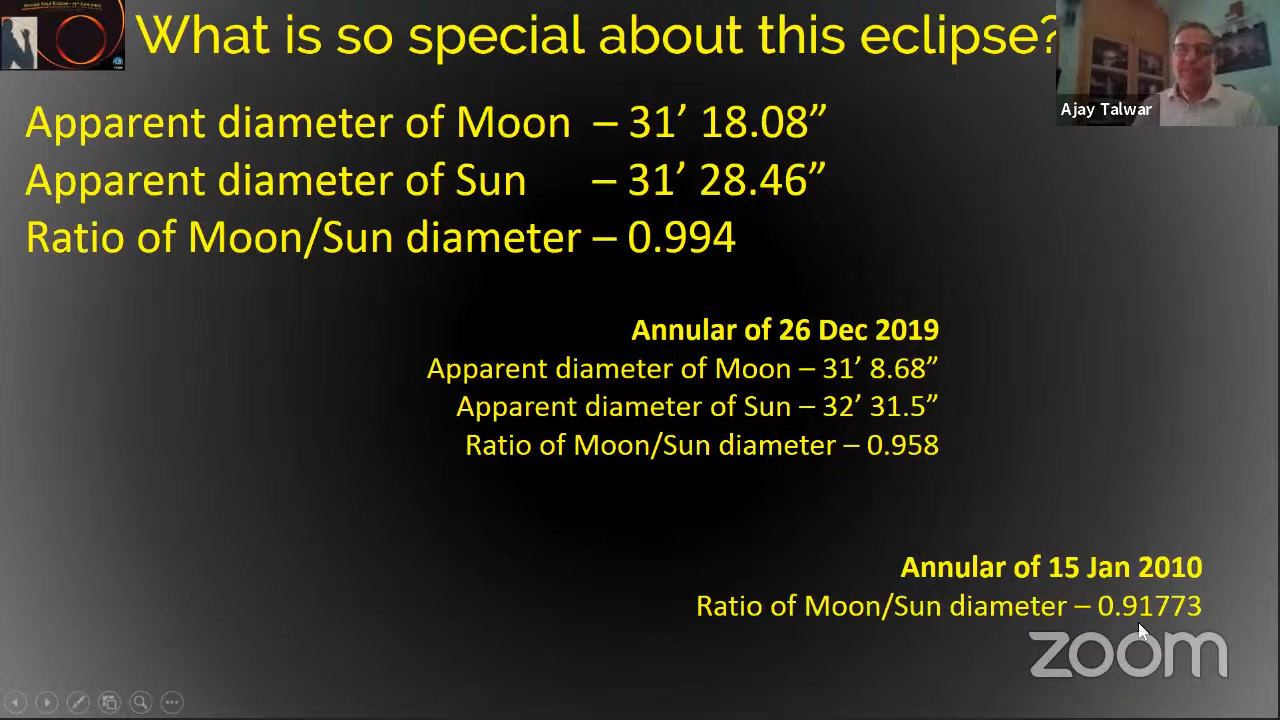 What is so special about this eclipse?
Ajay Talwar
Apparent diameter of Moon – 31’ 18.08”
Apparent diameter of Sun – 31’ 28.46”
Ratio of Moon/Sun diameter – 0.994
Annular of 26 Dec 2019
Apparent diameter of Moon – 31’ 8.68”
Apparent diameter of Sun – 32’ 31.5”
Ratio of Moon/Sun diameter – 0.958
Annular of 15 Jan 2010
Ratio of Moon/Sun diameter – 0.91773
zoom